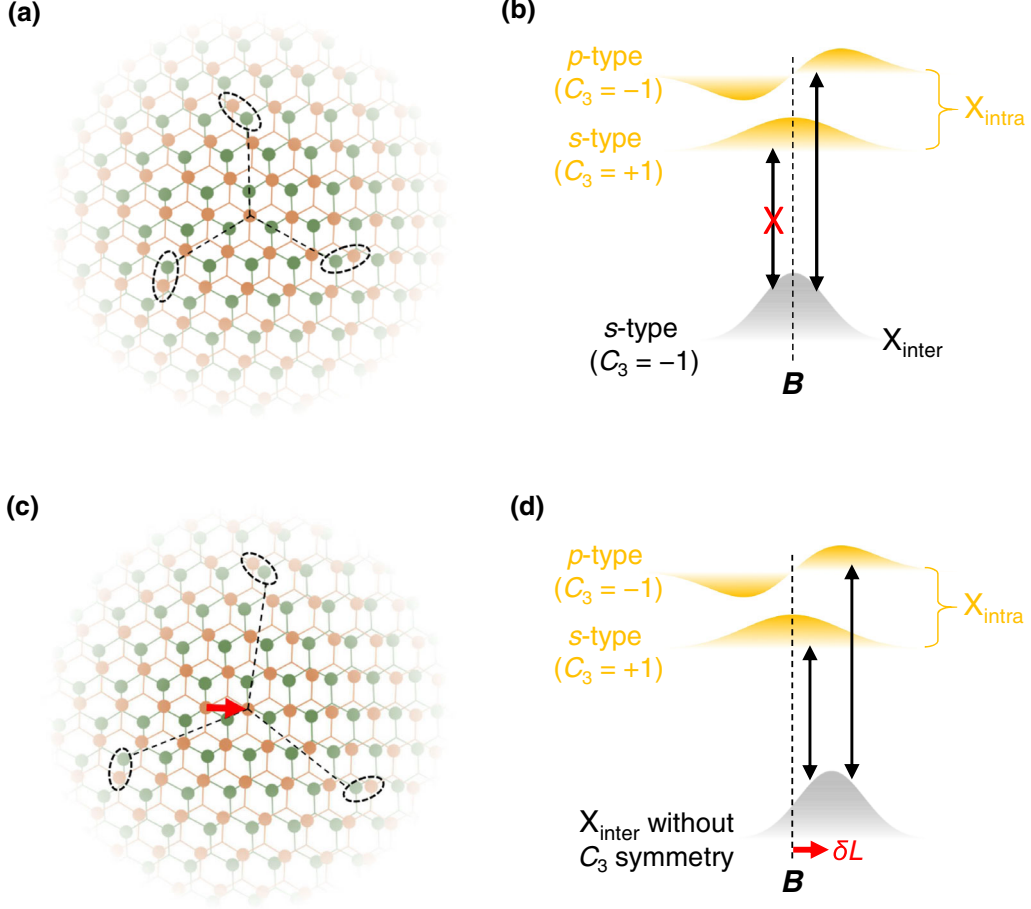 (a)
(b)
p-type
(C₃ = −1)
s-type
(C₃ = +1)
Xintra
X
s-type
(C₃ = −1)
Xinter
B
(c)
(d)
p-type
(C₃ = −1)
s-type
(C₃ = +1)
Xintra
Xinter without
C₃ symmetry
δL
B